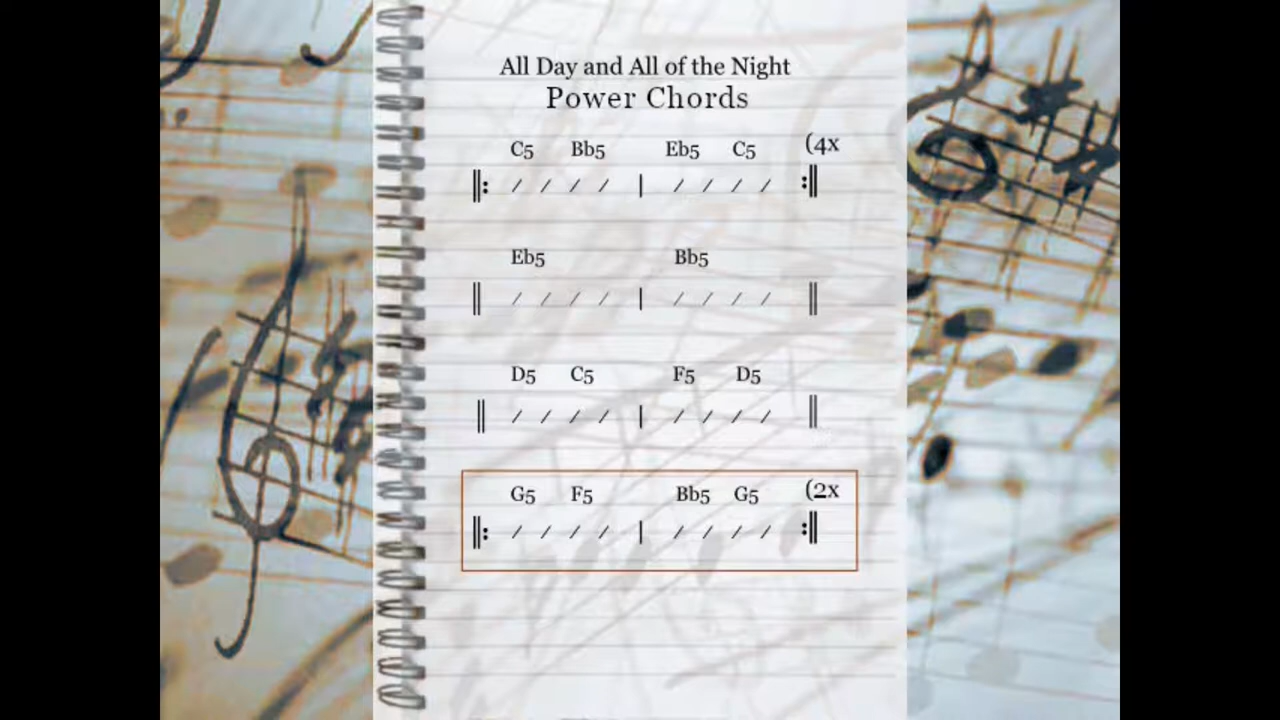 All Day and All of the Night
Power Chords
C5 Bb5 Eb5 C5 (4x
Eb5 Bb5
D5 C5 F5 D5
G5 F5 Bb5 G5 (2x